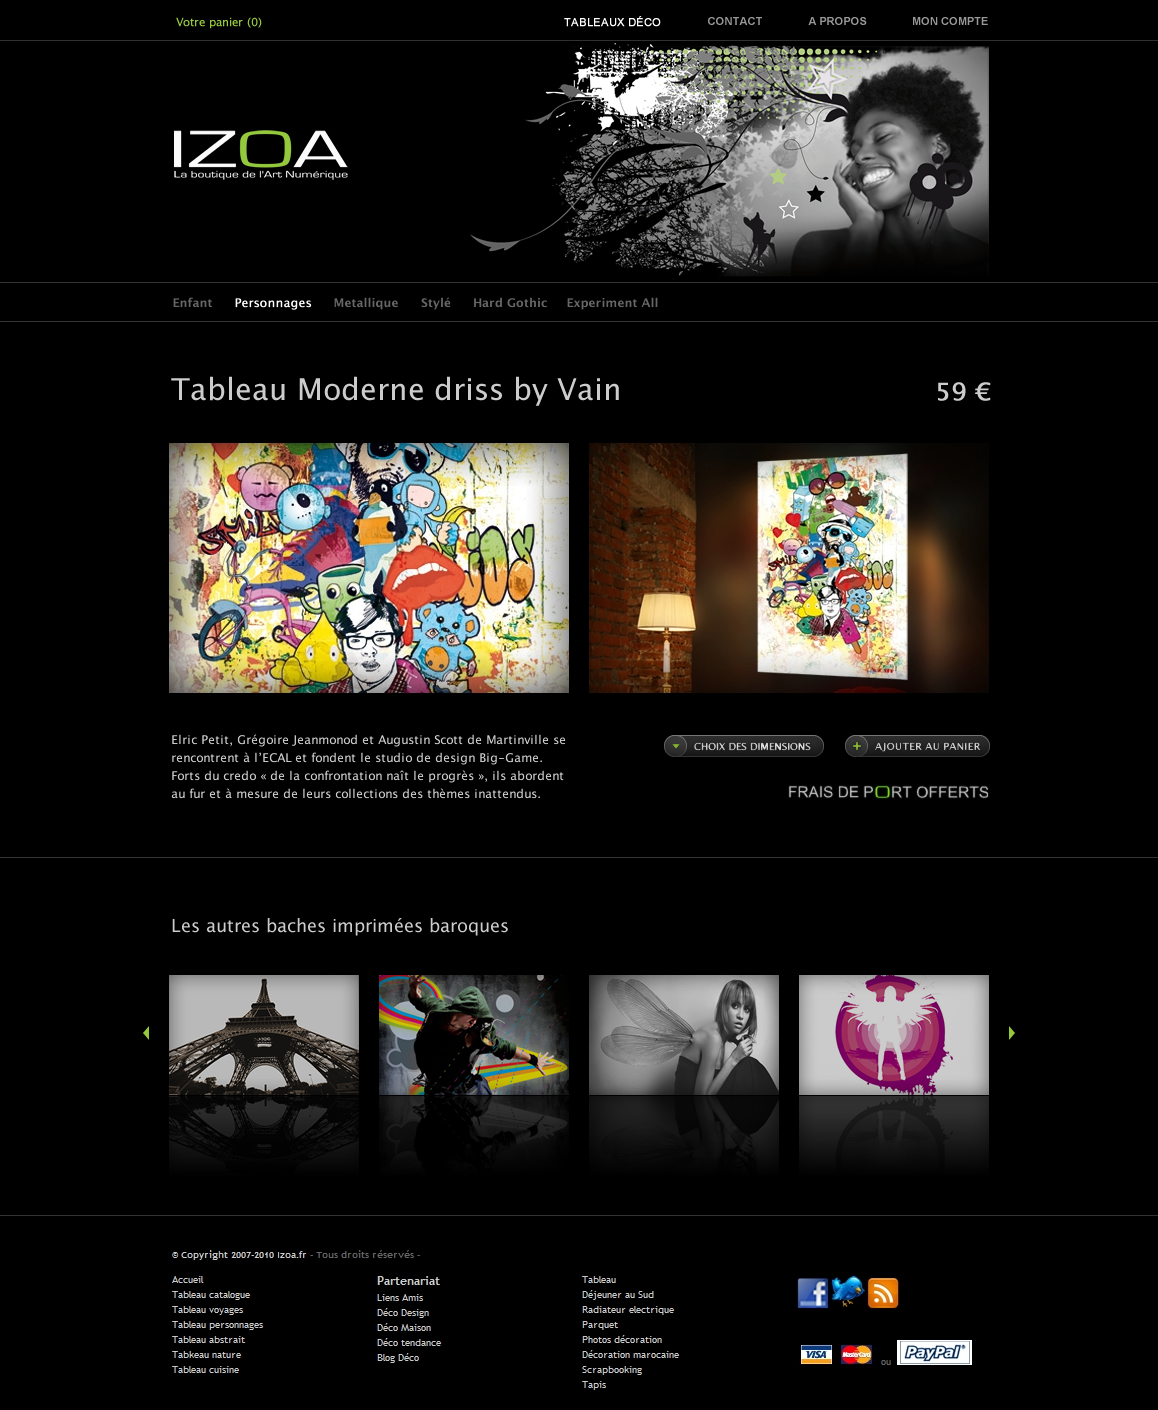 Votre panier (0)
TABLEAUX DÉCO
CONTACT
A PROPOS
MON COMPTE
IZOA
La boutique de l'Art Numérique
Enfant
Personnages
Metallique
Stylé
Hard Gothic
Experiment All
Tableau Moderne driss by Vain
59 €
SMILE
JOY
SMILE
JOY
Elric Petit, Grégoire Jeanmonod et Augustin Scott de Martinville se
rencontrent à l'ECAL et fondent le studio de design Big-Game.
Forts du credo « de la confrontation naît le progrès », ils abordent
au fur et à mesure de leurs collections des thèmes inattendus.
CHOIX DES DIMENSIONS
AJOUTER AU PANIER
FRAIS DE PORT OFFERTS
Les autres baches imprimées baroques
© Copyright 2007-2010 Izoa.fr - Tous droits réservés -
Accueil
Tableau catalogue
Tableau voyages
Tableau personnages
Tableau abstrait
Tabkeau nature
Tableau cuisine
Partenariat
Liens Amis
Déco Design
Déco Maison
Déco tendance
Blog Déco
Tableau
Déjeuner au Sud
Radiateur electrique
Parquet
Photos décoration
Décoration marocaine
Scrapbooking
Tapis
f
VISA
MasterCard
ou
PayPal